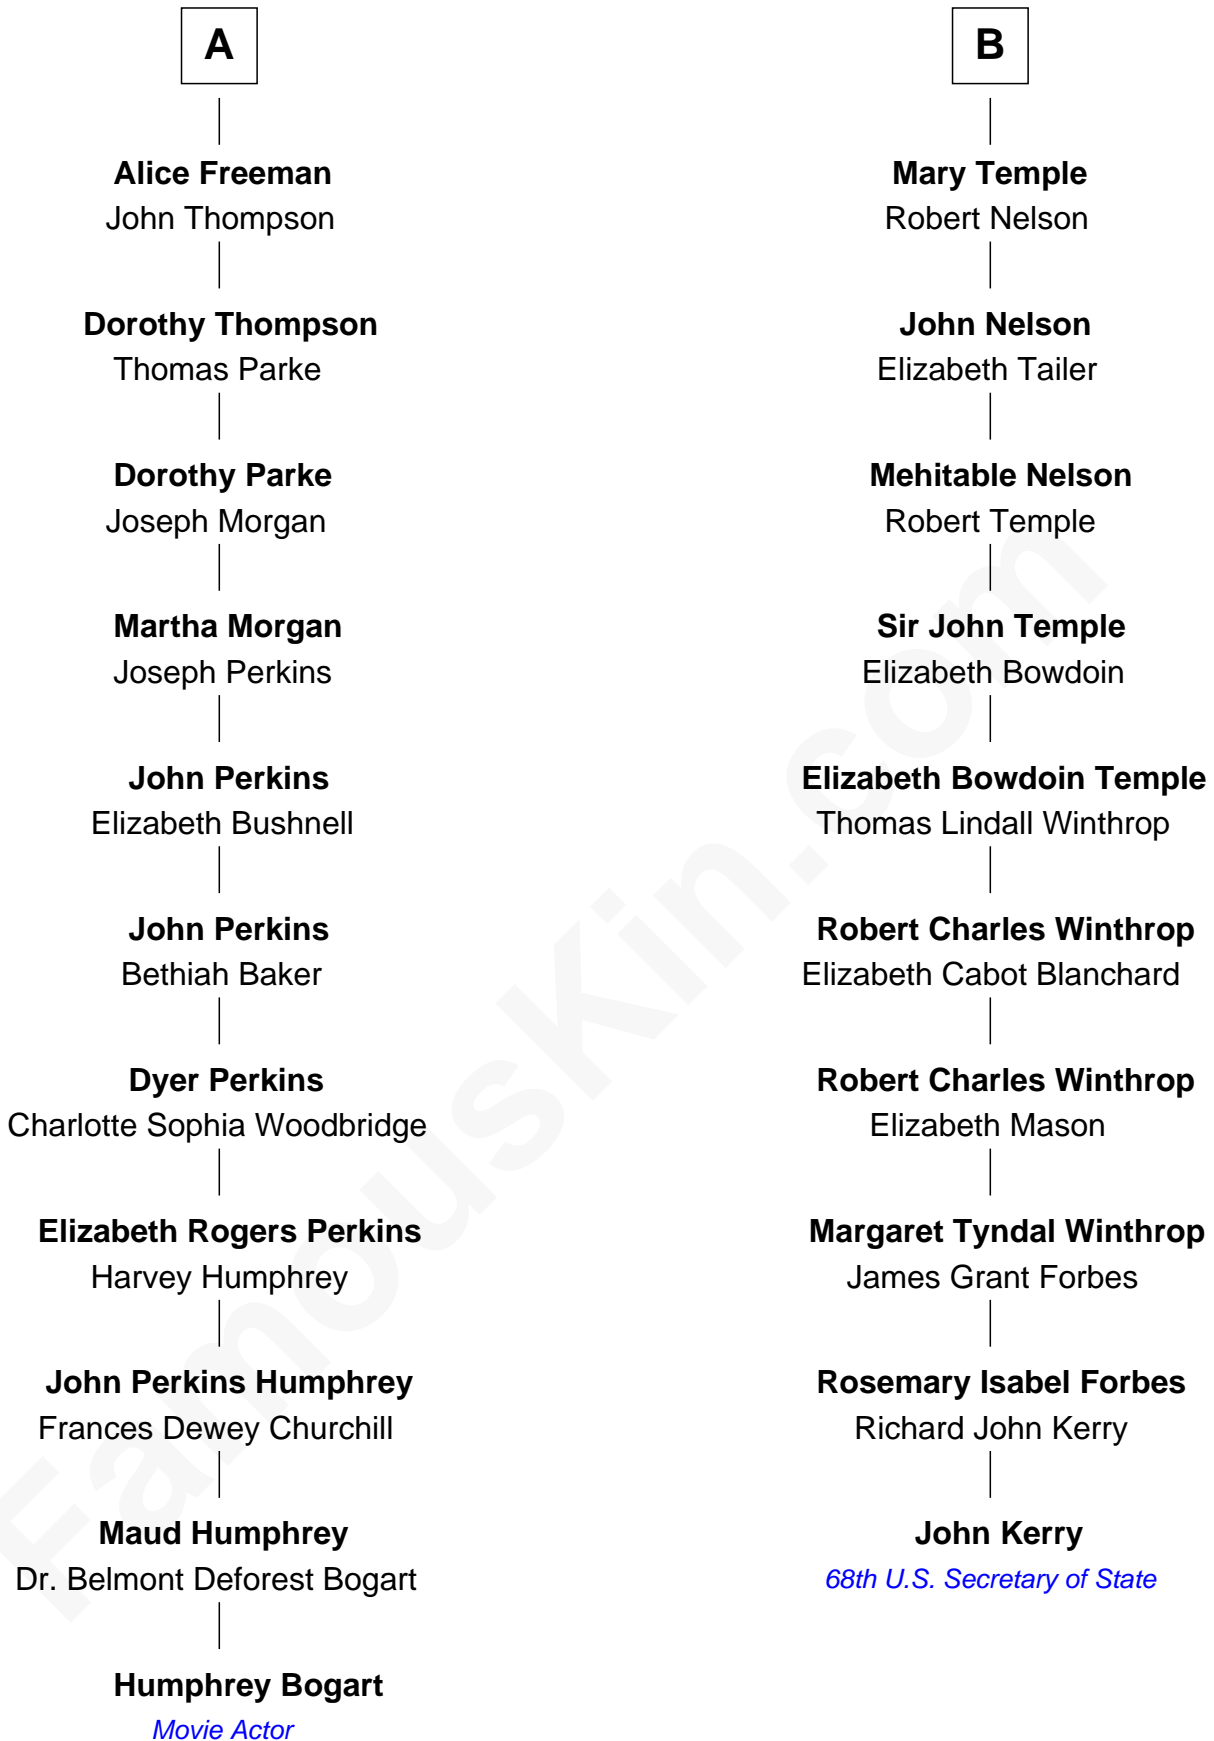 A
Alice Freeman
John Thompson
Dorothy Thompson
Thomas Parke
Dorothy Parke
Joseph Morgan
Martha Morgan
Joseph Perkins
John Perkins
Elizabeth Bushnell
John Perkins
Bethiah Baker
Dyer Perkins
Charlotte Sophia Woodbridge
Elizabeth Rogers Perkins
Harvey Humphrey
John Perkins Humphrey
Frances Dewey Churchill
Maud Humphrey
Dr. Belmont Deforest Bogart
Humphrey Bogart
Movie Actor
B
Mary Temple
Robert Nelson
John Nelson
Elizabeth Tailer
Mehitable Nelson
Robert Temple
Sir John Temple
Elizabeth Bowdoin
Elizabeth Bowdoin Temple
Thomas Lindall Winthrop
Robert Charles Winthrop
Elizabeth Cabot Blanchard
Robert Charles Winthrop
Elizabeth Mason
Margaret Tyndal Winthrop
James Grant Forbes
Rosemary Isabel Forbes
Richard John Kerry
John Kerry
68th U.S. Secretary of State
FamousKin.com